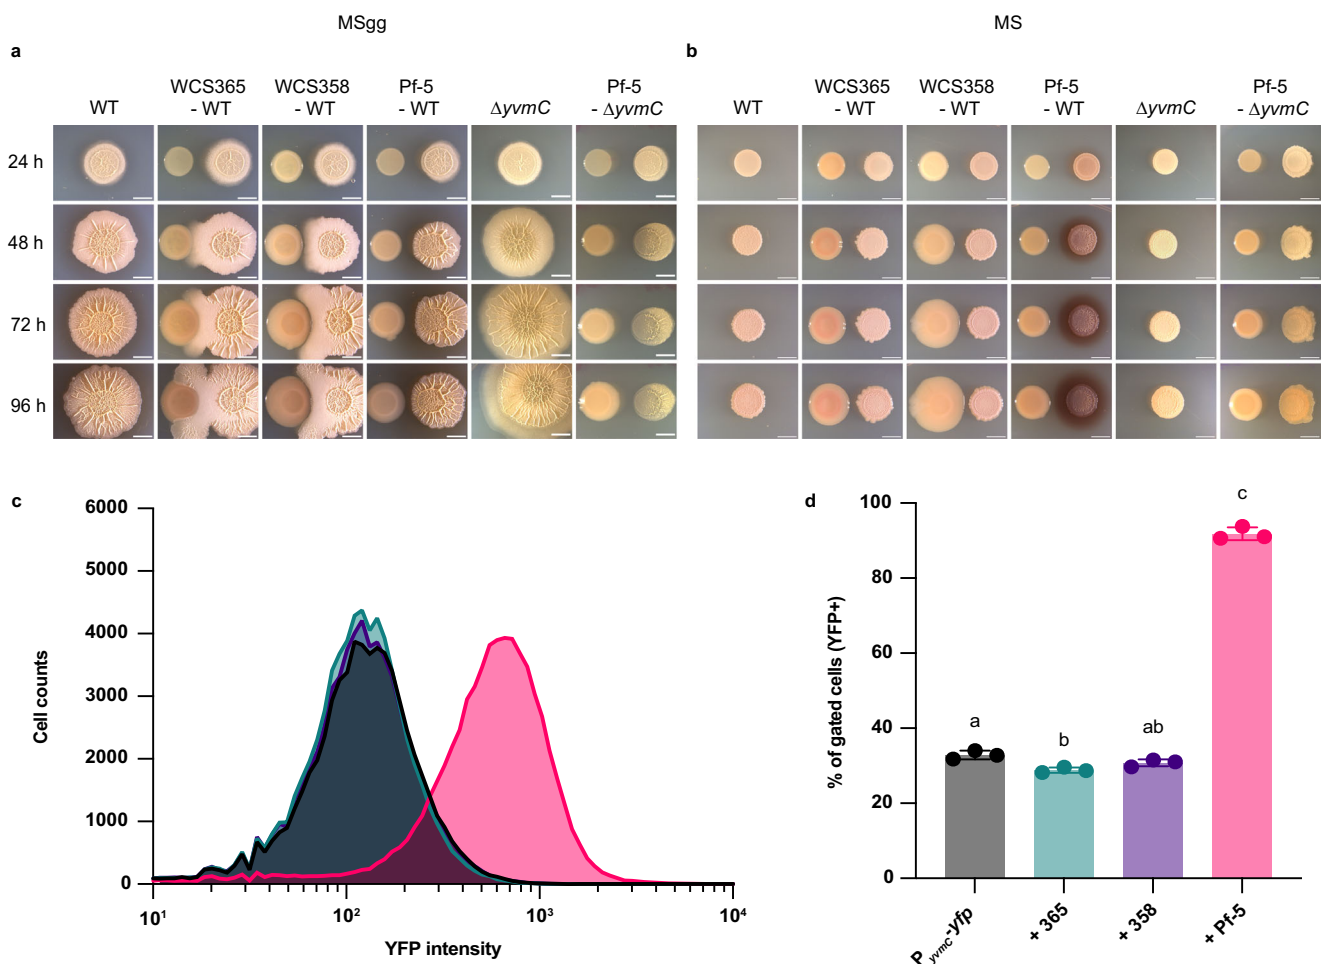 MSgg
MS
a
b
WT
WCS365
- WT
WCS358
- WT
Pf-5
- WT
ΔyvmC
Pf-5
- ΔyvmC
WT
WCS365
- WT
WCS358
- WT
Pf-5
- WT
ΔyvmC
Pf-5
- ΔyvmC
24 h
48 h
72 h
96 h
c
6000
5000
4000
3000
2000
1000
0
Cell counts
10¹
10²
10³
10⁴
YFP intensity
d
100
80
60
40
20
0
% of gated cells (YFP+)
a
b
ab
c
PyvmC-yfp
+ 365
+ 358
+ Pf-5